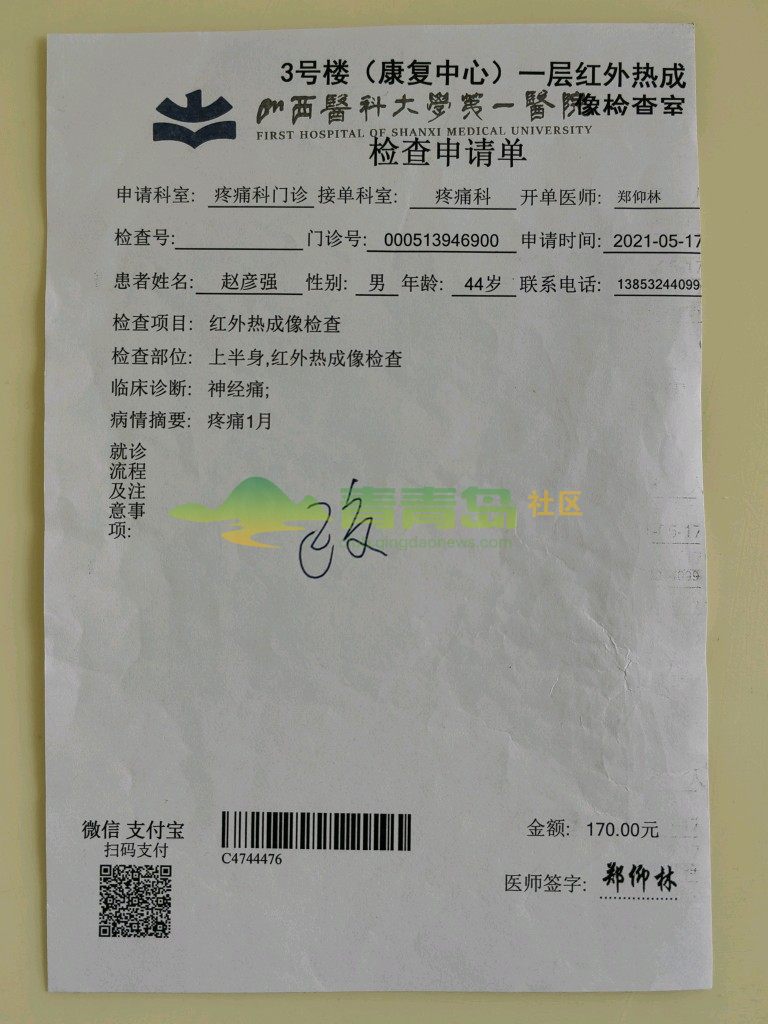 3号楼（康复中心）一层红外热成
像检查室
山西醫科大學第一醫院
FIRST HOSPITAL OF SHANXI MEDICAL UNIVERSITY
检查申请单
申请科室: 疼痛科门诊 接单科室: 疼痛科 开单医师: 郑仰林
检查号: 门诊号: 000513946900 申请时间: 2021-05-17
患者姓名: 赵彦强 性别: 男 年龄: 44岁 联系电话: 1385324409
检查项目: 红外热成像检查
检查部位: 上半身,红外热成像检查
临床诊断: 神经痛;
病情摘要: 疼痛1月
就诊
流程
及注
意事
项:
青青岛 社区
qingdaonews.com
微信 支付宝
扫码支付
C4744476
金额: 170.00元
医师签字: 郑仰林